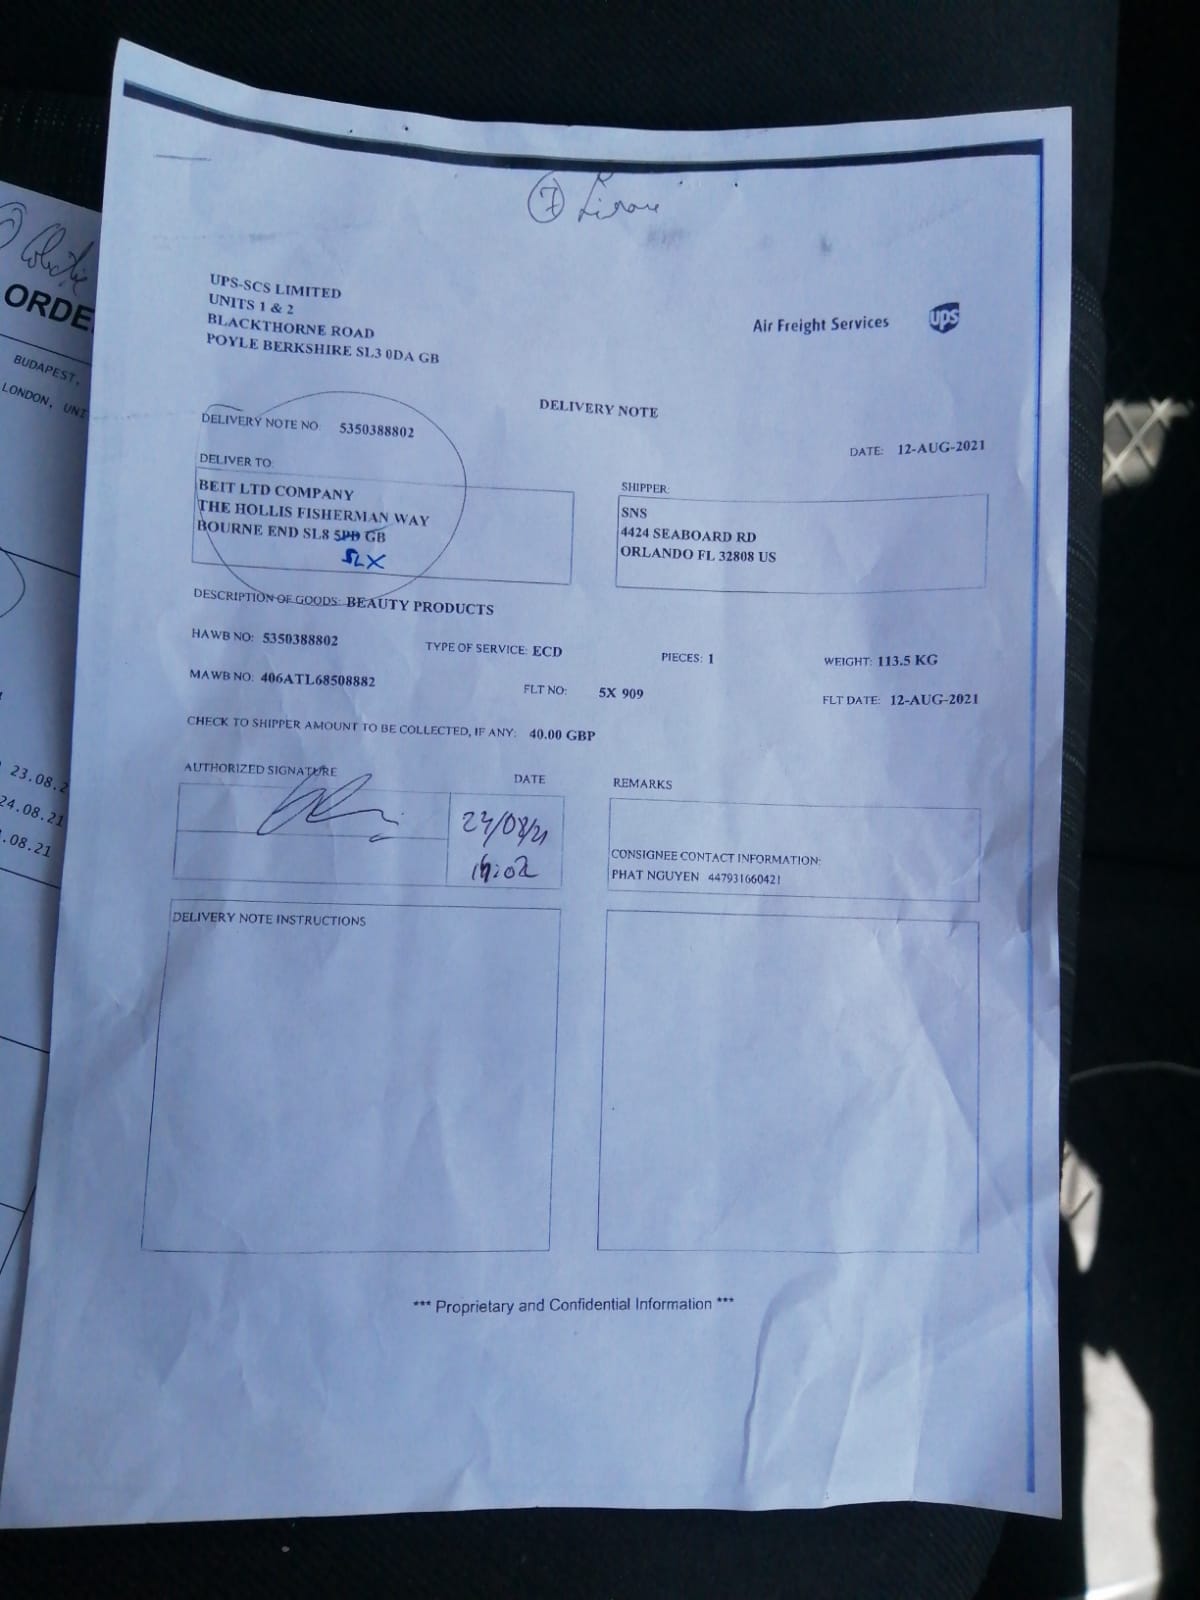 7
ORDE
BUDAPEST,
LONDON, UNI
23.08.2
24.08.21
.08.21
UPS-SCS LIMITED
UNITS 1 & 2
BLACKTHORNE ROAD
POYLE BERKSHIRE SL3 0DA GB
Air Freight Services ups
DELIVERY NOTE
DELIVERY NOTE NO 5350388802
DATE: 12-AUG-2021
DELIVER TO:
BEIT LTD COMPANY
THE HOLLIS FISHERMAN WAY
BOURNE END SL8 5PD GB
5LX
SHIPPER:
SNS
4424 SEABOARD RD
ORLANDO FL 32808 US
DESCRIPTION OF GOODS: BEAUTY PRODUCTS
HAWB NO: 5350388802 TYPE OF SERVICE: ECD PIECES: 1 WEIGHT: 113.5 KG
MAWB NO: 406ATL68508882 FLT NO: 5X 909 FLT DATE: 12-AUG-2021
CHECK TO SHIPPER AMOUNT TO BE COLLECTED, IF ANY: 40.00 GBP
AUTHORIZED SIGNATURE DATE
REMARKS
CONSIGNEE CONTACT INFORMATION:
PHAT NGUYEN 447931660421
DELIVERY NOTE INSTRUCTIONS
*** Proprietary and Confidential Information ***